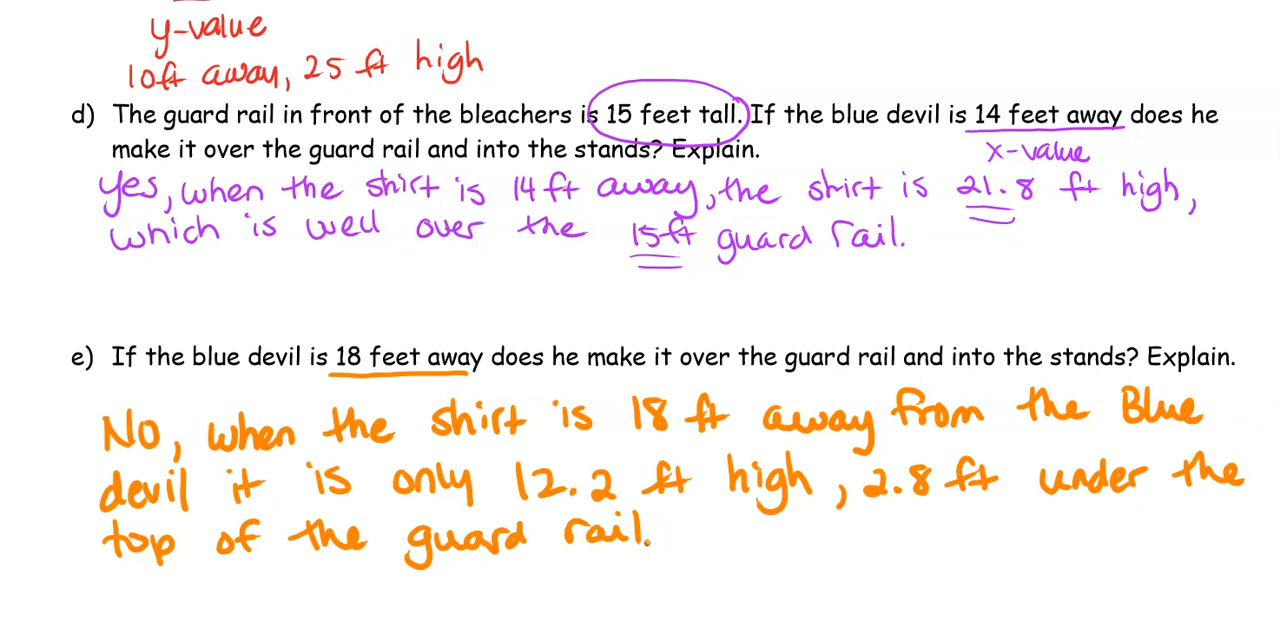 y-value
10ft away, 25 ft high
d) The guard rail in front of the bleachers is 15 feet tall. If the blue devil is 14 feet away does he
make it over the guard rail and into the stands? Explain.
x-value
Yes, when the shirt is 14 ft away, the shirt is 21.8 ft high,
which is well over the 15ft guard rail.
e) If the blue devil is 18 feet away does he make it over the guard rail and into the stands? Explain.
No, when the shirt is 18 ft away from the Blue
devil it is only 12.2 ft high, 2.8 ft under the
top of the guard rail.